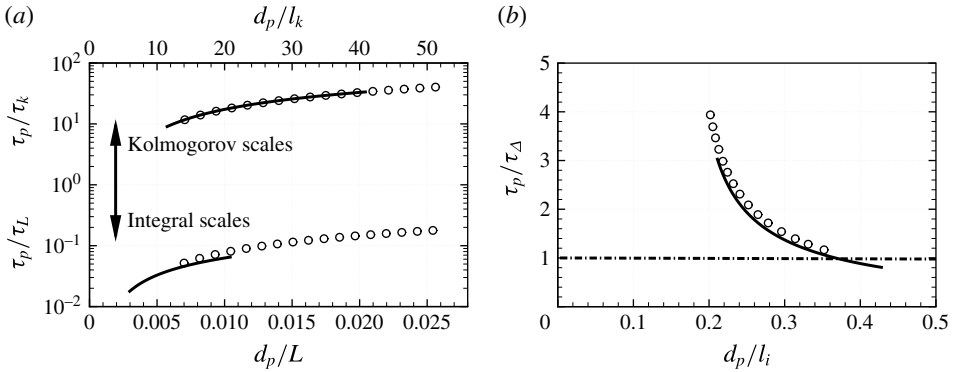 (a)
d_p/l_k
0 10 20 30 40 50
10^2
10^1
10^0
10^{-1}
10^{-2}
τ_p/τ_k
τ_p/τ_L
Kolmogorov scales
Integral scales
0 0.005 0.010 0.015 0.020 0.025
d_p/L
(b)
5
4
3
2
1
0
τ_p/τ_Δ
0 0.1 0.2 0.3 0.4 0.5
d_p/l_i